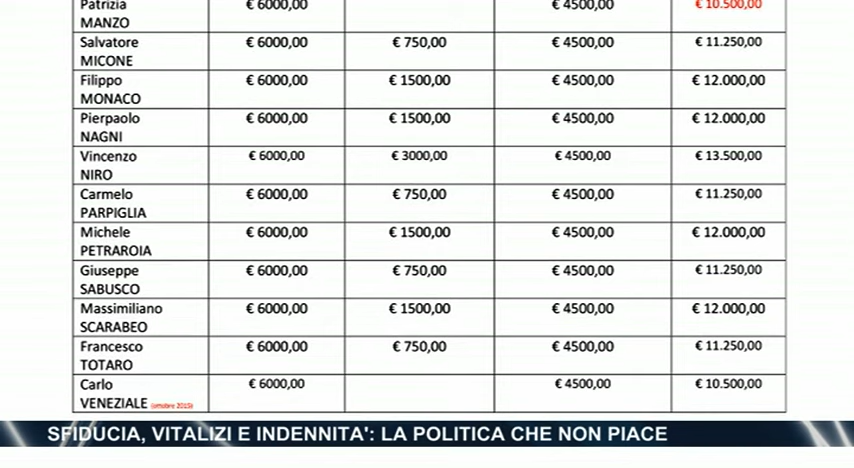 Patrizia € 6000,00 € 4500,00 € 10.500,00
MANZO
Salvatore € 6000,00 € 750,00 € 4500,00 € 11.250,00
MICONE
Filippo € 6000,00 € 1500,00 € 4500,00 € 12.000,00
MONACO
Pierpaolo € 6000,00 € 1500,00 € 4500,00 € 12.000,00
NAGNI
Vincenzo € 6000,00 € 3000,00 € 4500,00 € 13.500,00
NIRO
Carmelo € 6000,00 € 750,00 € 4500,00 € 11.250,00
PARPIGLIA
Michele € 6000,00 € 1500,00 € 4500,00 € 12.000,00
PETRAROIA
Giuseppe € 6000,00 € 750,00 € 4500,00 € 11.250,00
SABUSCO
Massimiliano € 6000,00 € 1500,00 € 4500,00 € 12.000,00
SCARABEO
Francesco € 6000,00 € 750,00 € 4500,00 € 11.250,00
TOTARO
Carlo € 6000,00 € 4500,00 € 10.500,00
VENEZIALE (ottobre 2015)
SFIDUCIA, VITALIZI E INDENNITA': LA POLITICA CHE NON PIACE